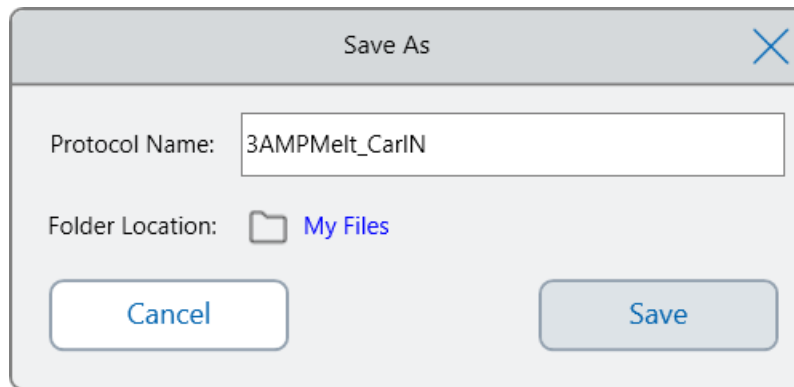 Save As
Protocol Name: 3AMPMelt_CarIN
Folder Location: My Files
Cancel Save